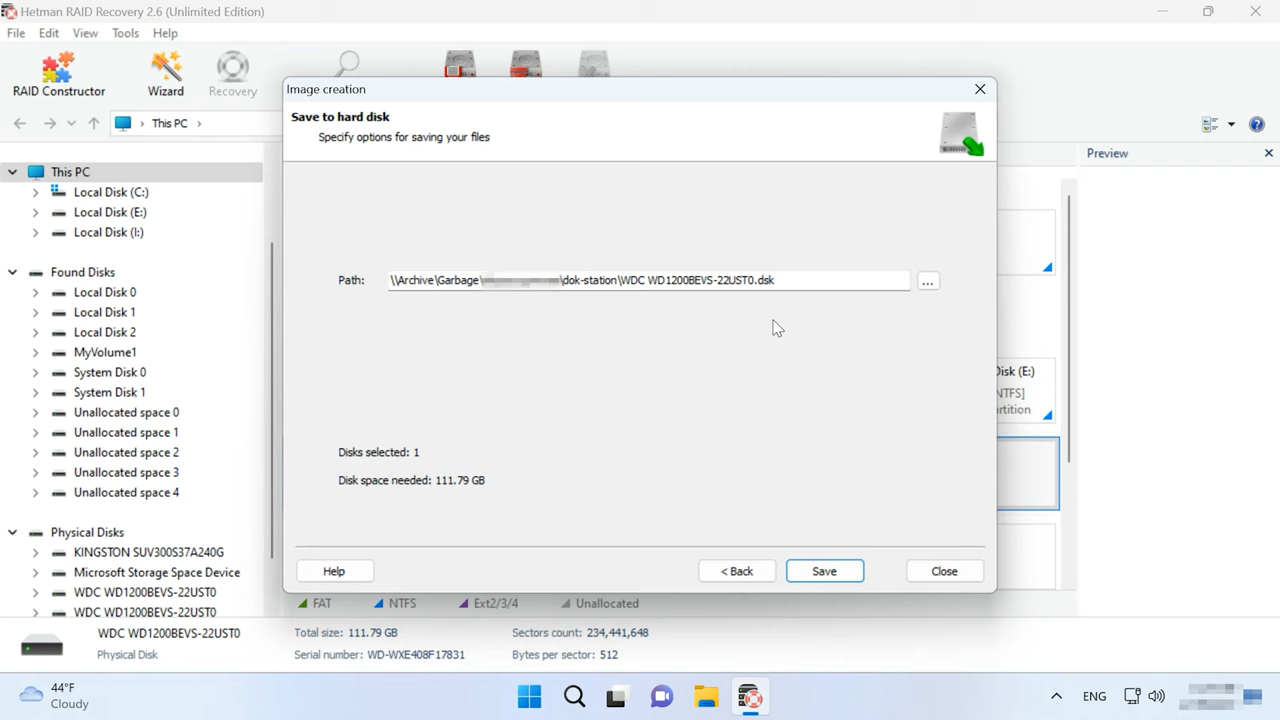 Hetman RAID Recovery 2.6 (Unlimited Edition)
File Edit View Tools Help
RAID Constructor
Wizard
Recovery
This PC
Preview
This PC
Local Disk (C:)
Local Disk (E:)
Local Disk (I:)
Found Disks
Local Disk 0
Local Disk 1
Local Disk 2
MyVolume1
System Disk 0
System Disk 1
Unallocated space 0
Unallocated space 1
Unallocated space 2
Unallocated space 3
Unallocated space 4
Physical Disks
KINGSTON SUV300S37A240G
Microsoft Storage Space Device
WDC WD1200BEVS-22UST0
WDC WD1200BEVS-22UST0
Image creation
Save to hard disk
Specify options for saving your files
Path: \\Archive\Garbage\ \dok-station\WDC WD1200BEVS-22UST0.dsk
...
Disks selected: 1
Disk space needed: 111.79 GB
Help
< Back
Save
Close
Disk (E:)
NTFS]
rtition
FAT NTFS Ext2/3/4 Unallocated
WDC WD1200BEVS-22UST0
Physical Disk
Total size: 111.79 GB
Serial number: WD-WXE408F17831
Sectors count: 234,441,648
Bytes per sector: 512
44°F
Cloudy
ENG